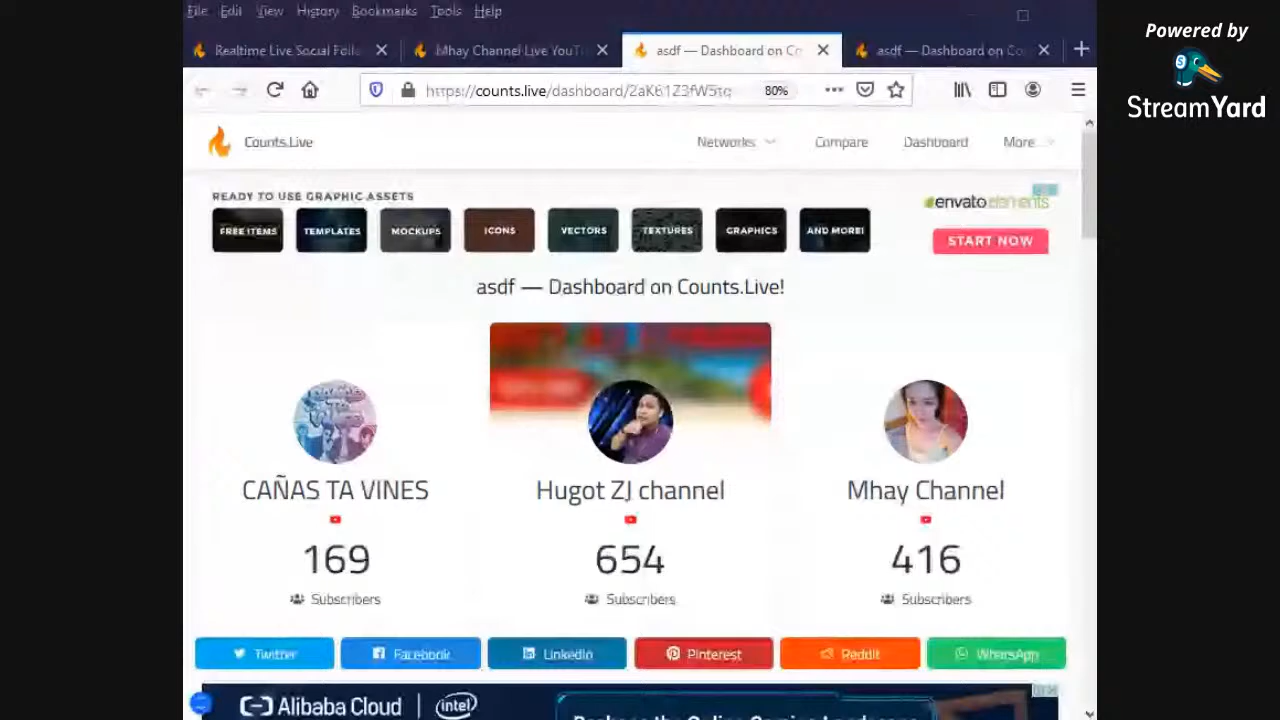 File Edit View History Bookmarks Tools Help
Powered by
StreamYard
Realtime Live Social Follo
Mhay Channel Live YouTu
asdf — Dashboard on Co
asdf — Dashboard on Co
https://counts.live/dashboard/2aK61Z3fW5tq
80%
Counts.Live
Networks
Compare
Dashboard
More
READY TO USE GRAPHIC ASSETS
FREE ITEMS
TEMPLATES
MOCKUPS
ICONS
VECTORS
TEXTURES
GRAPHICS
AND MORE!
envato elements
START NOW
asdf — Dashboard on Counts.Live!
CAÑAS TA VINES
Hugot ZJ channel
Mhay Channel
169
654
416
Subscribers
Subscribers
Subscribers
Twitter
Facebook
LinkedIn
Pinterest
Reddit
WhatsApp
Alibaba Cloud | intel